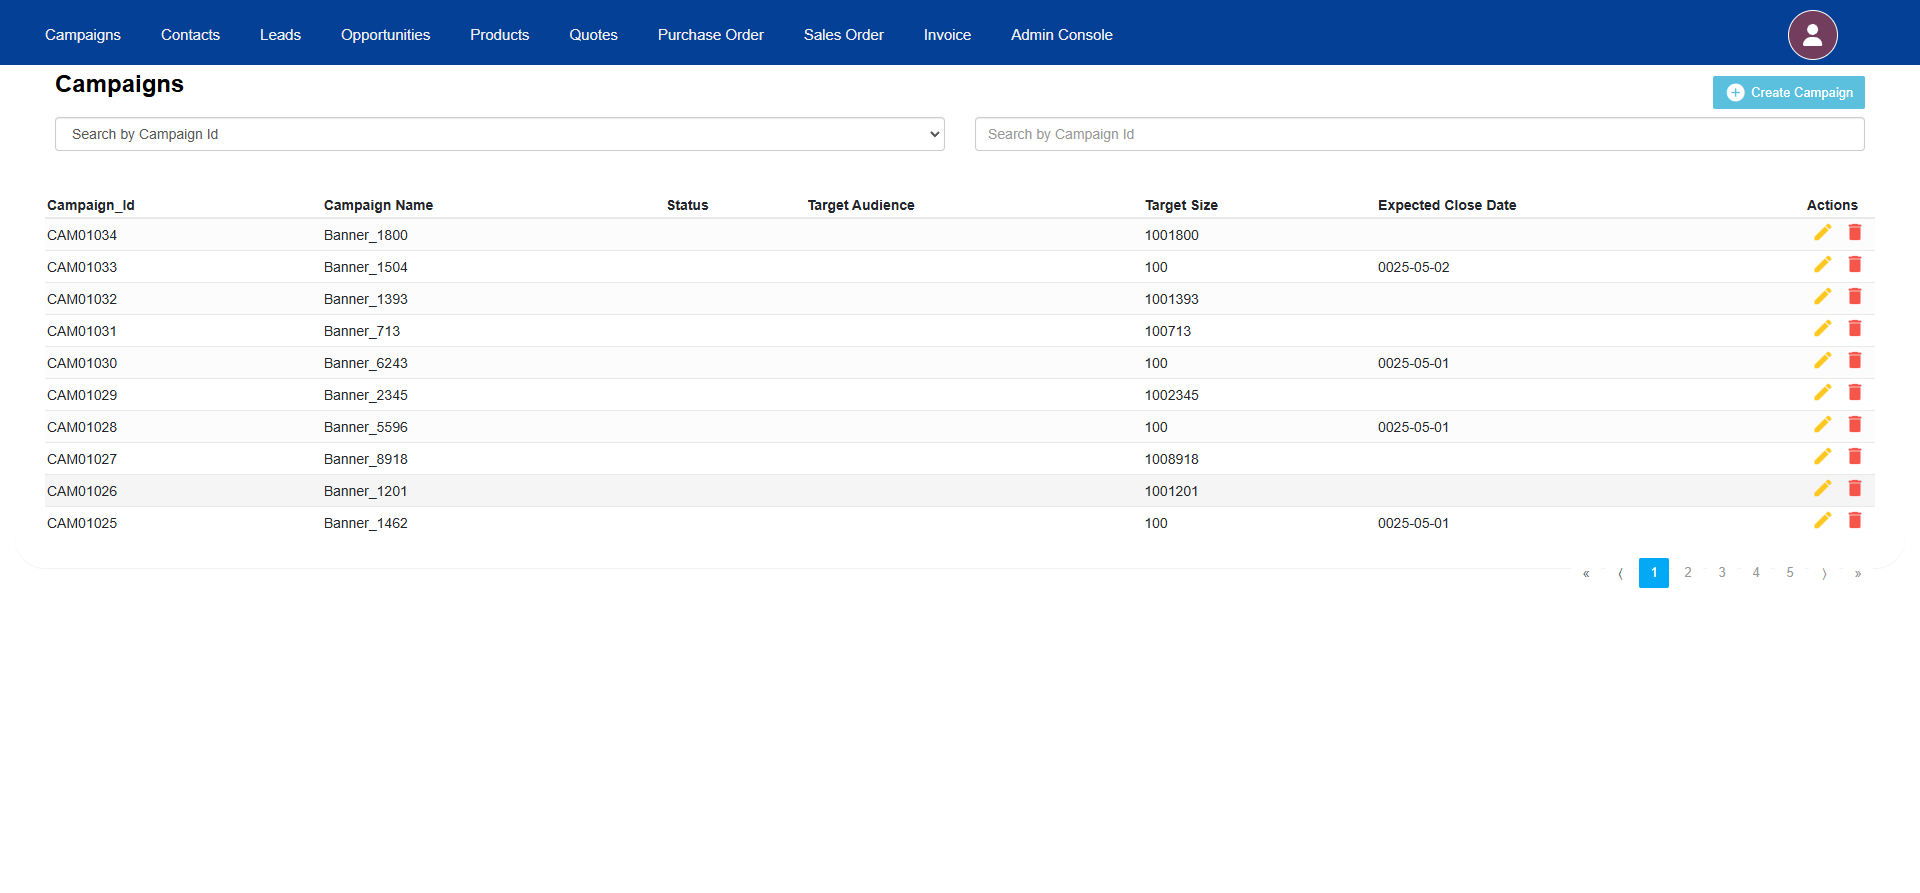 Campaigns Contacts Leads Opportunities Products Quotes Purchase Order Sales Order Invoice Admin Console
Campaigns
Create Campaign
Search by Campaign Id Search by Campaign Id
Campaign_Id Campaign Name Status Target Audience Target Size Expected Close Date Actions
CAM01034 Banner_1800 1001800
CAM01033 Banner_1504 100 0025-05-02
CAM01032 Banner_1393 1001393
CAM01031 Banner_713 100713
CAM01030 Banner_6243 100 0025-05-01
CAM01029 Banner_2345 1002345
CAM01028 Banner_5596 100 0025-05-01
CAM01027 Banner_8918 1008918
CAM01026 Banner_1201 1001201
CAM01025 Banner_1462 100 0025-05-01
« ⟨ 1 2 3 4 5 ⟩ »